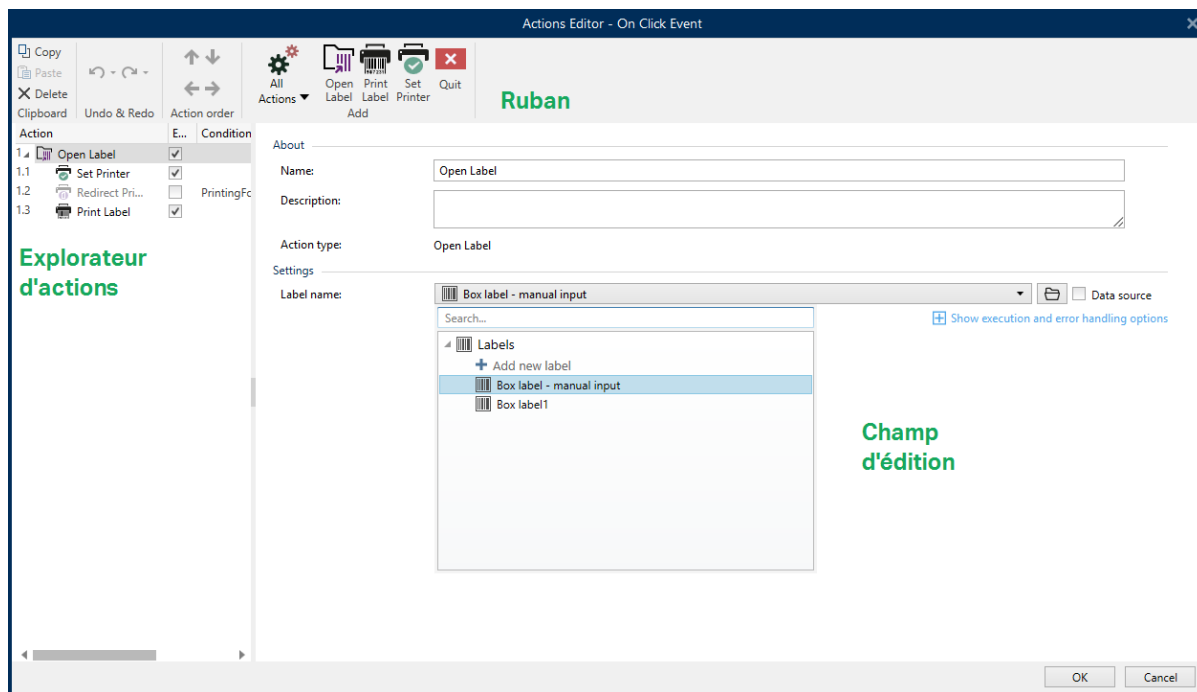 Actions Editor - On Click Event
Copy
Paste
Delete
Clipboard
Undo & Redo
Action order
All
Actions
Open
Label
Print
Label
Set
Printer
Quit
Add
Ruban
Action E... Condition
1 Open Label
1.1 Set Printer
1.2 Redirect Pri... PrintingFo
1.3 Print Label
Explorateur
d'actions
About
Name: Open Label
Description:
Action type: Open Label
Settings
Label name: Box label - manual input Data source
Search...
Show execution and error handling options
Labels
Add new label
Box label - manual input
Box label1
Champ
d'édition
OK Cancel